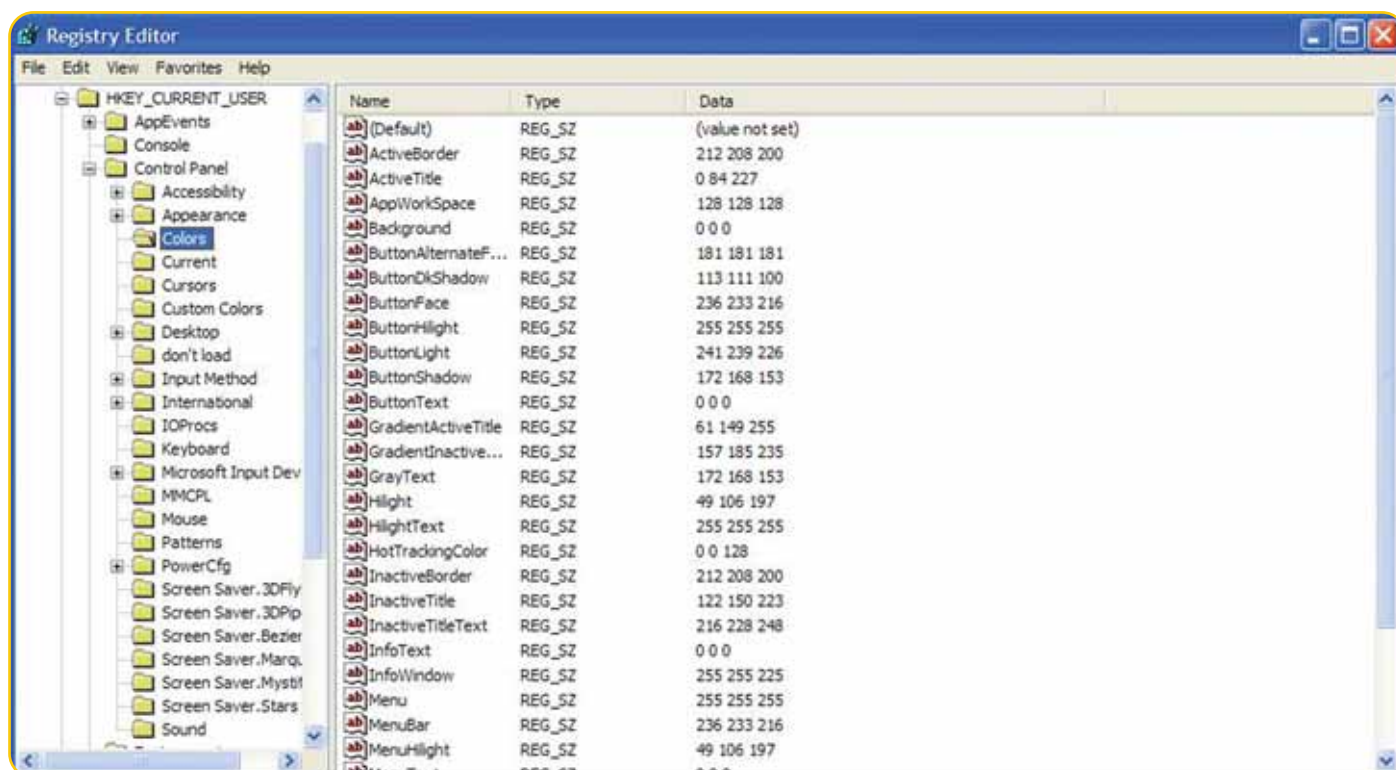 Registry Editor
File Edit View Favorites Help
HKEY_CURRENT_USER
AppEvents
Console
Control Panel
Accessibility
Appearance
Colors
Current
Cursors
Custom Colors
Desktop
don't load
Input Method
International
IOProcs
Keyboard
Microsoft Input Dev
MMCPL
Mouse
Patterns
PowerCfg
Screen Saver.3DFly
Screen Saver.3DPip
Screen Saver.Bezier
Screen Saver.Marqu
Screen Saver.Mystif
Screen Saver.Stars
Sound
Name Type Data
(Default) REG_SZ (value not set)
ActiveBorder REG_SZ 212 208 200
ActiveTitle REG_SZ 0 84 227
AppWorkSpace REG_SZ 128 128 128
Background REG_SZ 0 0 0
ButtonAlternateF... REG_SZ 181 181 181
ButtonDkShadow REG_SZ 113 111 100
ButtonFace REG_SZ 236 233 216
ButtonHilight REG_SZ 255 255 255
ButtonLight REG_SZ 241 239 226
ButtonShadow REG_SZ 172 168 153
ButtonText REG_SZ 0 0 0
GradientActiveTitle REG_SZ 61 149 255
GradientInactive... REG_SZ 157 185 235
GrayText REG_SZ 172 168 153
Hilight REG_SZ 49 106 197
HilightText REG_SZ 255 255 255
HotTrackingColor REG_SZ 0 0 128
InactiveBorder REG_SZ 212 208 200
InactiveTitle REG_SZ 122 150 223
InactiveTitleText REG_SZ 216 228 248
InfoText REG_SZ 0 0 0
InfoWindow REG_SZ 255 255 225
Menu REG_SZ 255 255 255
MenuBar REG_SZ 236 233 216
MenuHilight REG_SZ 49 106 197